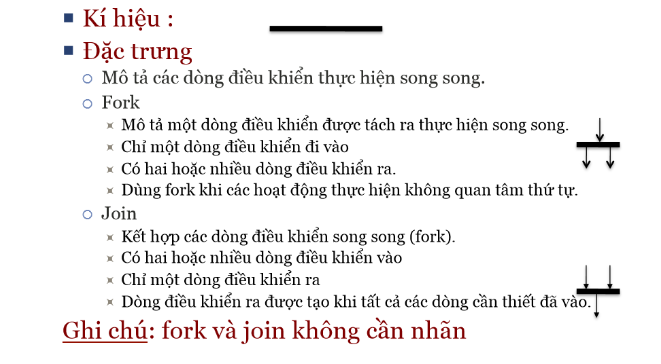 Kí hiệu :
Đặc trưng
Mô tả các dòng điều khiển thực hiện song song.
Fork
Mô tả một dòng điều khiển được tách ra thực hiện song song.
Chỉ một dòng điều khiển đi vào
Có hai hoặc nhiều dòng điều khiển ra.
Dùng fork khi các hoạt động thực hiện không quan tâm thứ tự.
Join
Kết hợp các dòng điều khiển song song (fork).
Có hai hoặc nhiều dòng điều khiển vào
Chỉ một dòng điều khiển ra
Dòng điều khiển ra được tạo khi tất cả các dòng cần thiết đã vào.
Ghi chú: fork và join không cần nhãn